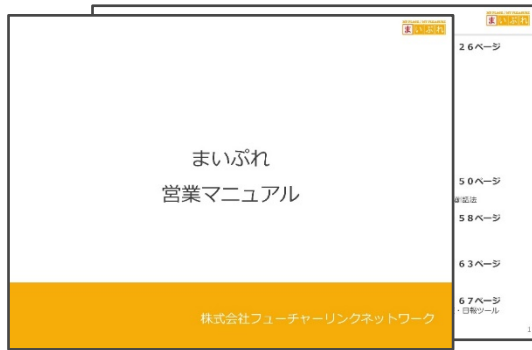 まいぷれ
まいぷれ
営業マニュアル
株式会社フューチャーリンクネットワーク
まいぷれ
26ページ
50ページ
58ページ
63ページ
67ページ
・日報ツール
1